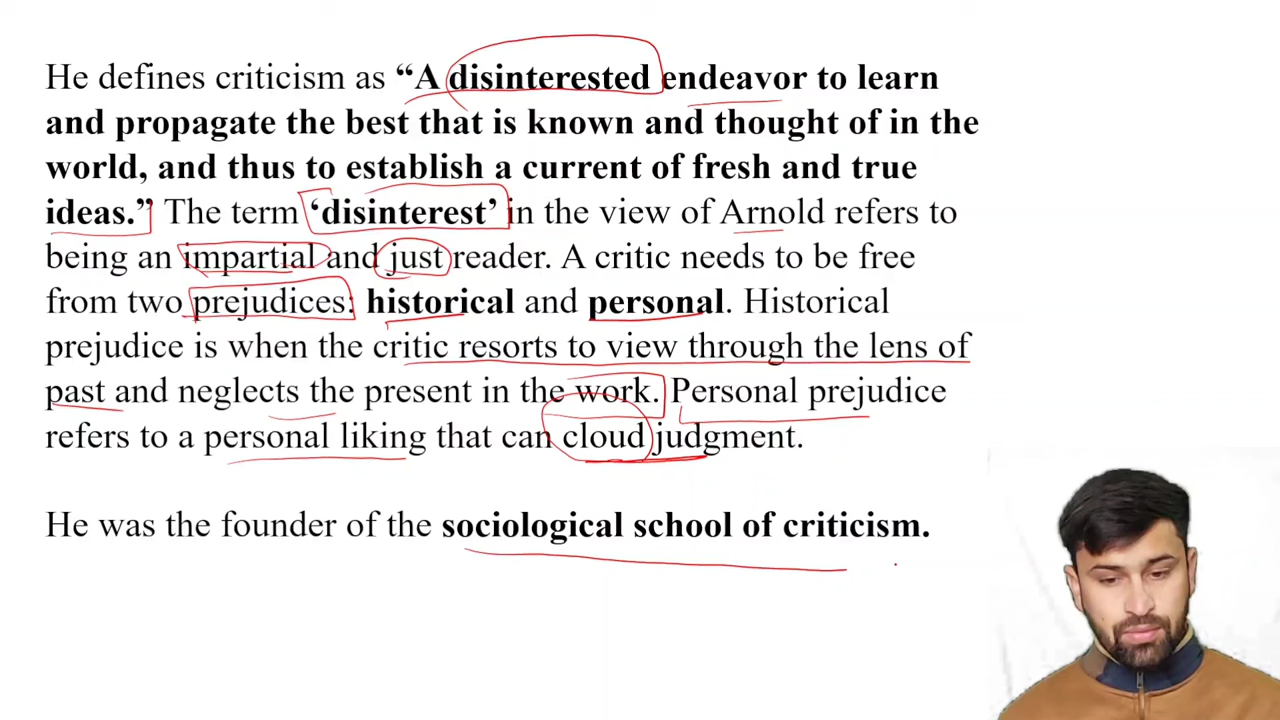 He defines criticism as “A disinterested endeavor to learn
and propagate the best that is known and thought of in the
world, and thus to establish a current of fresh and true
ideas.” The term ‘disinterest’ in the view of Arnold refers to
being an impartial and just reader. A critic needs to be free
from two prejudices: historical and personal. Historical
prejudice is when the critic resorts to view through the lens of
past and neglects the present in the work. Personal prejudice
refers to a personal liking that can cloud judgment.
He was the founder of the sociological school of criticism.